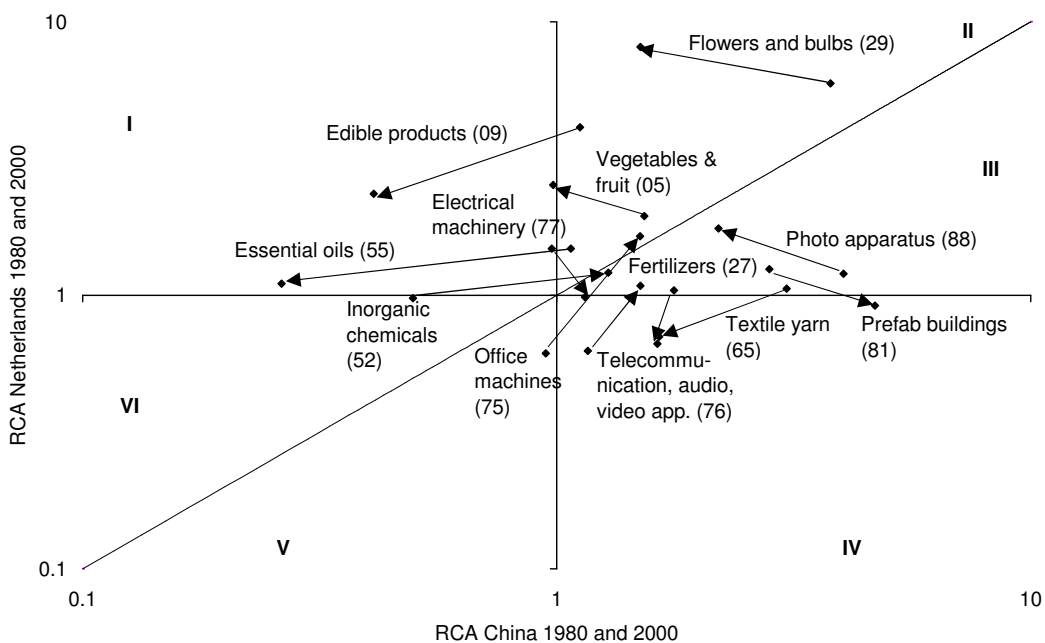 10
II
Flowers and bulbs (29)
I
Edible products (09)
Vegetables &
fruit (05)
III
Electrical
machinery (77)
Essential oils (55)
Photo apparatus (88)
Fertilizers (27)
1
Inorganic
chemicals
(52)
Office
machines
(75)
Telecommu-
nication, audio,
video app. (76)
Textile yarn
(65)
Prefab buildings
(81)
VI
V
IV
0.1
0.1
1
10
RCA China 1980 and 2000
RCA Netherlands 1980 and 2000